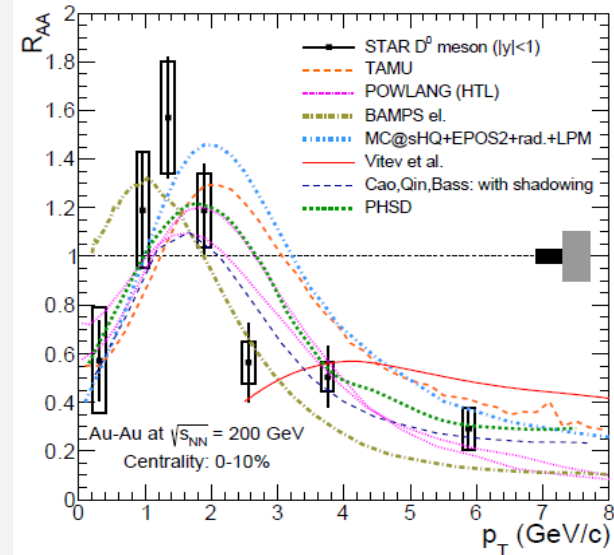 R_AA
2
1.8
1.6
1.4
1.2
1
0.8
0.6
0.4
0.2
0
STAR D⁰ meson (|y|<1)
TAMU
POWLANG (HTL)
BAMPS el.
MC@sHQ+EPOS2+rad.+LPM
Vitev et al.
Cao,Qin,Bass: with shadowing
PHSD
Au-Au at √s_NN = 200 GeV
Centrality: 0-10%
0 1 2 3 4 5 6 7 8
p_T (GeV/c)